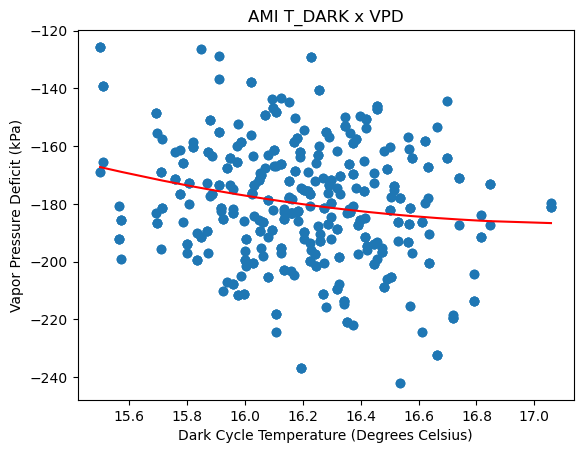 AMI T_DARK x VPD
−120
−140
−160
−180
−200
−220
−240
Vapor Pressure Deficit (kPa)
15.6 15.8 16.0 16.2 16.4 16.6 16.8 17.0
Dark Cycle Temperature (Degrees Celsius)